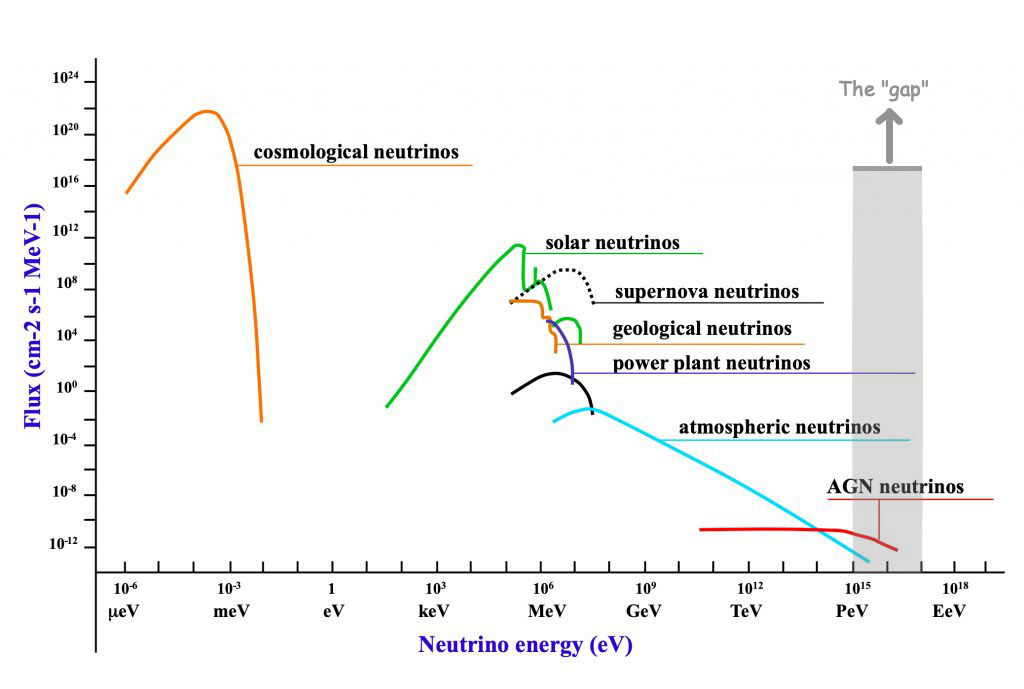 The "gap"
10^24
10^20
10^16
10^12
10^8
10^4
10^0
10^-4
10^-8
10^-12
Flux (cm-2 s-1 MeV-1)
cosmological neutrinos
solar neutrinos
supernova neutrinos
geological neutrinos
power plant neutrinos
atmospheric neutrinos
AGN neutrinos
10^-6 10^-3 1 10^3 10^6 10^9 10^12 10^15 10^18
μeV meV eV keV MeV GeV TeV PeV EeV
Neutrino energy (eV)